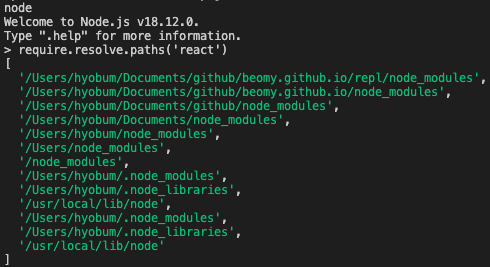 node
Welcome to Node.js v18.12.0.
Type ".help" for more information.
> require.resolve.paths('react')
[
  '/Users/hyobum/Documents/github/beomy.github.io/repl/node_modules',
  '/Users/hyobum/Documents/github/beomy.github.io/node_modules',
  '/Users/hyobum/Documents/github/node_modules',
  '/Users/hyobum/Documents/node_modules',
  '/Users/hyobum/node_modules',
  '/Users/node_modules',
  '/node_modules',
  '/Users/hyobum/.node_modules',
  '/Users/hyobum/.node_libraries',
  '/usr/local/lib/node',
  '/Users/hyobum/.node_modules',
  '/Users/hyobum/.node_libraries',
  '/usr/local/lib/node'
]